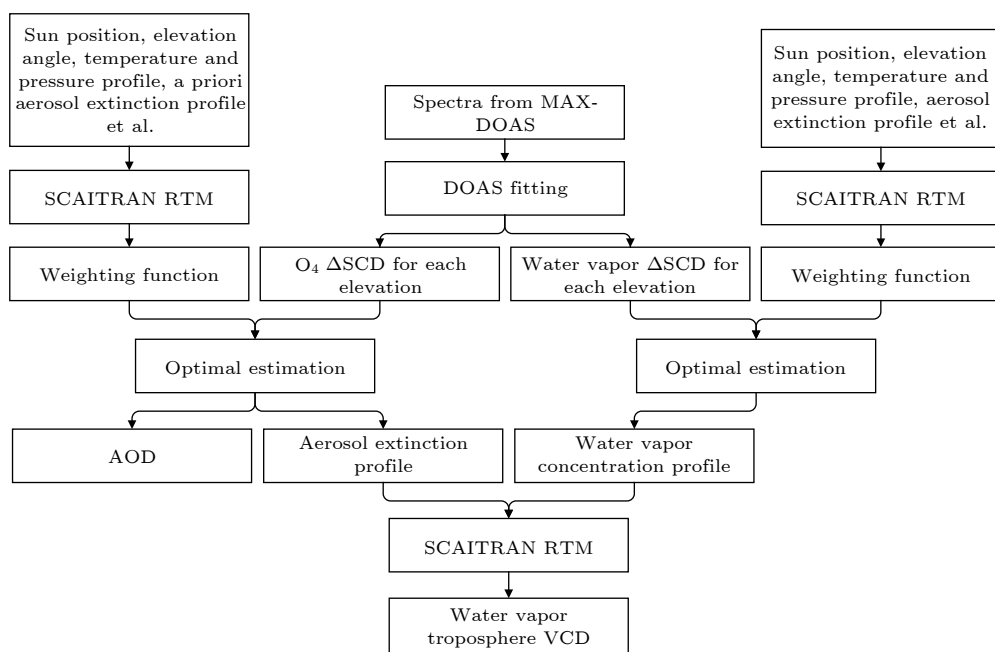 Sun position, elevation
angle, temperature and
pressure profile, a priori
aerosol extinction profile
et al.
Spectra from MAX-
DOAS
Sun position, elevation
angle, temperature and
pressure profile, aerosol
extinction profile et al.
SCAITRAN RTM
DOAS fitting
SCAITRAN RTM
Weighting function
O₄ ΔSCD for each
elevation
Water vapor ΔSCD for
each elevation
Weighting function
Optimal estimation
Optimal estimation
AOD
Aerosol extinction
profile
Water vapor
concentration profile
SCAITRAN RTM
Water vapor
troposphere VCD